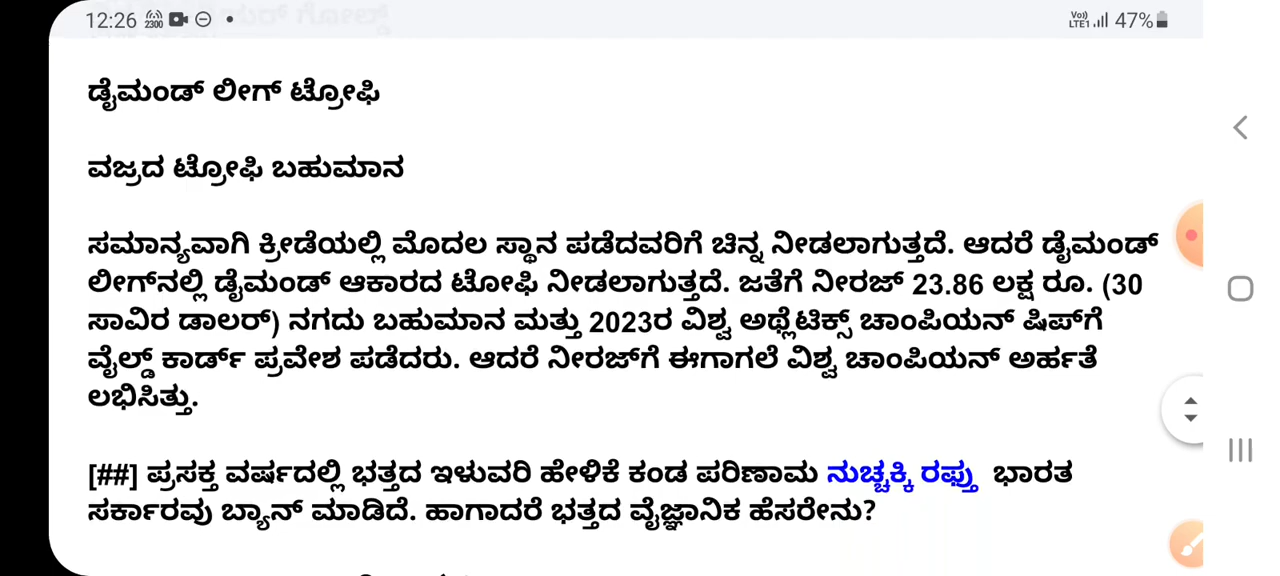 12:26 2300
Vo)) LTE1 47%
ಡೈಮಂಡ್ ಲೀಗ್ ಟ್ರೋಫಿ
ವಜ್ರದ ಟ್ರೋಫಿ ಬಹುಮಾನ
ಸಮಾನ್ಯವಾಗಿ ಕ್ರೀಡೆಯಲ್ಲಿ ಮೊದಲ ಸ್ಥಾನ ಪಡೆದವರಿಗೆ ಚಿನ್ನ ನೀಡಲಾಗುತ್ತದೆ. ಆದರೆ ಡೈಮಂಡ್
ಲೀಗ್‌ನಲ್ಲಿ ಡೈಮಂಡ್ ಆಕಾರದ ಟೋಫಿ ನೀಡಲಾಗುತ್ತದೆ. ಜತೆಗೆ ನೀರಜ್ 23.86 ಲಕ್ಷ ರೂ. (30
ಸಾವಿರ ಡಾಲರ್) ನಗದು ಬಹುಮಾನ ಮತ್ತು 2023ರ ವಿಶ್ವ ಅಥ್ಲೆಟಿಕ್ಸ್ ಚಾಂಪಿಯನ್ ಷಿಪ್‌ಗೆ
ವೈಲ್ಡ್ ಕಾರ್ಡ್ ಪ್ರವೇಶ ಪಡೆದರು. ಆದರೆ ನೀರಜ್‌ಗೆ ಈಗಾಗಲೆ ವಿಶ್ವ ಚಾಂಪಿಯನ್ ಅರ್ಹತೆ
ಲಭಿಸಿತ್ತು.
[##] ಪ್ರಸಕ್ತ ವರ್ಷದಲ್ಲಿ ಭತ್ತದ ಇಳುವರಿ ಹೇಳಿಕೆ ಕಂಡ ಪರಿಣಾಮ ನುಚ್ಚಕ್ಕಿ ರಫ್ತು ಭಾರತ
ಸರ್ಕಾರವು ಬ್ಯಾನ್ ಮಾಡಿದೆ. ಹಾಗಾದರೆ ಭತ್ತದ ವೈಜ್ಞಾನಿಕ ಹೆಸರೇನು?